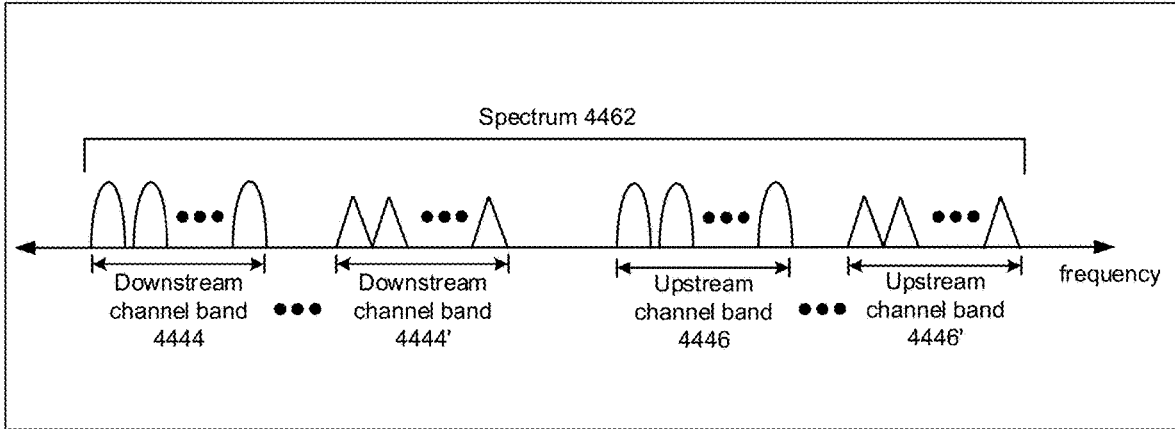 Spectrum 4462
frequency
Downstream
channel band
4444
Downstream
channel band
4444'
Upstream
channel band
4446
Upstream
channel band
4446'